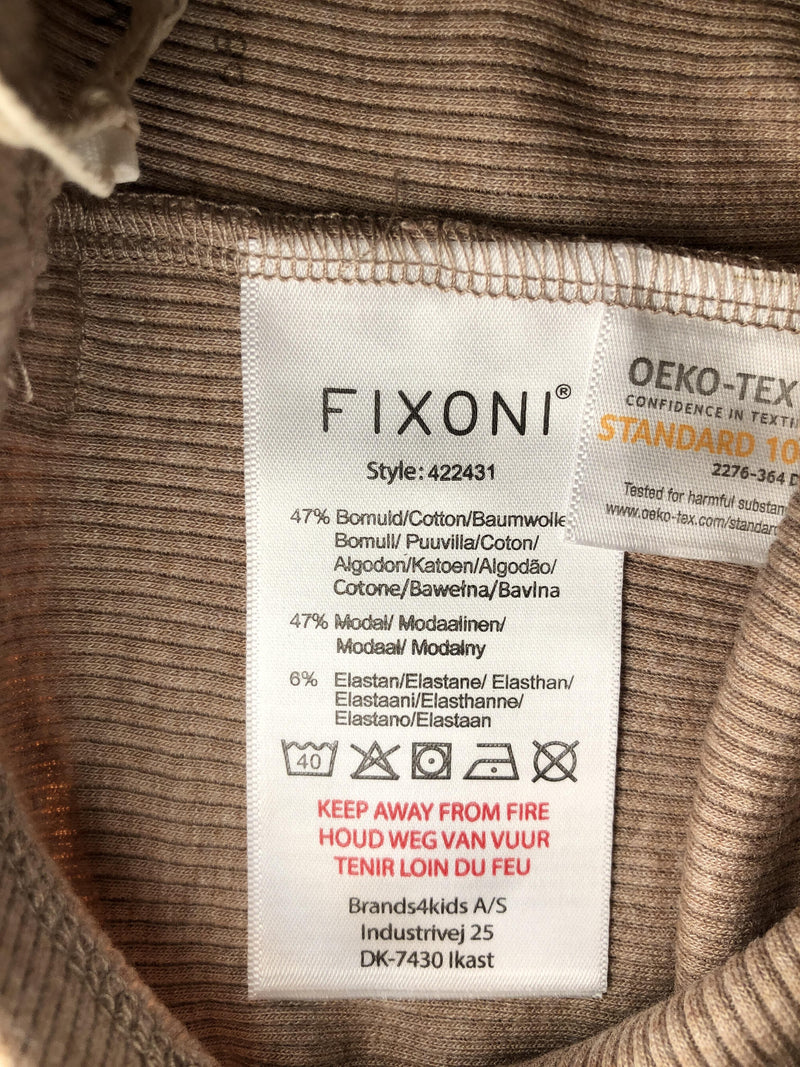 FIXONI®
Style: 422431
47% Bomuld/Cotton/Baumwolle
Bomull/ Puuvilla/Coton/
Algodon/Katoen/Algodão/
Cotone/Bawełna/Bavlna
47% Modal/ Modaalinen/
Modaal/ Modalny
6% Elastan/Elastane/ Elasthan/
Elastaani/Elasthanne/
Elastano/Elastaan
40
KEEP AWAY FROM FIRE
HOUD WEG VAN VUUR
TENIR LOIN DU FEU
Brands4kids A/S
Industrivej 25
DK-7430 Ikast
OEKO-TEX
CONFIDENCE IN TEXTI
STANDARD 10
2276-364 D
Tested for harmful substan
www.oeko-tex.com/standar